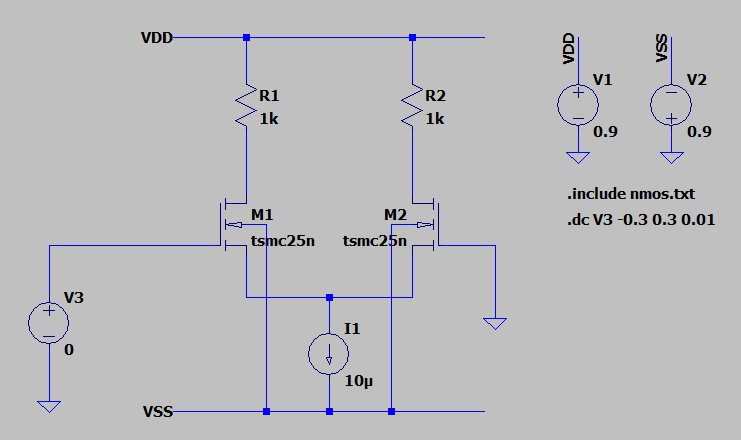 VDD
R1
1k
R2
1k
VDD
V1
0.9
VSS
V2
0.9
.include nmos.txt
.dc V3 -0.3 0.3 0.01
M1
tsmc25n
M2
tsmc25n
V3
0
I1
10µ
VSS